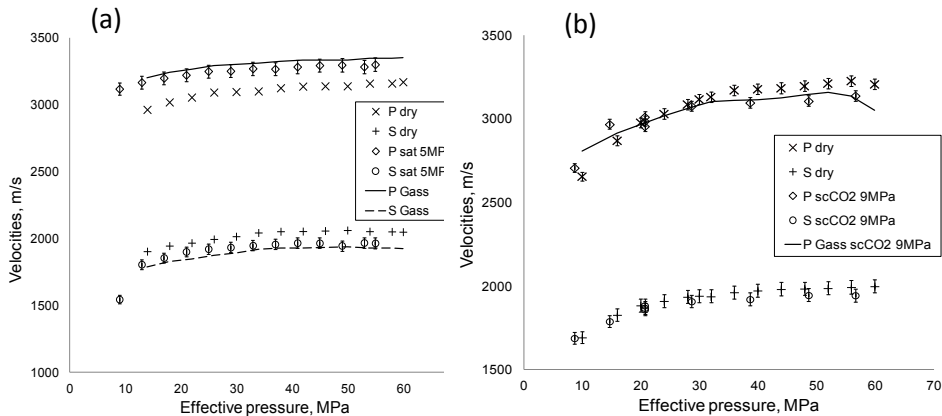 (a)
3500
3000
2500
2000
1500
1000
Velocities, m/s
0
10
20
30
40
50
60
Effective pressure, MPa
P dry
S dry
P sat 5MP
S sat 5MP
P Gass
S Gass
(b)
3500
3000
2500
2000
1500
Velocities, m/s
0
10
20
30
40
50
60
70
Effective pressure, MPa
P dry
S dry
P scCO2 9MPa
S scCO2 9MPa
P Gass scCO2 9MPa